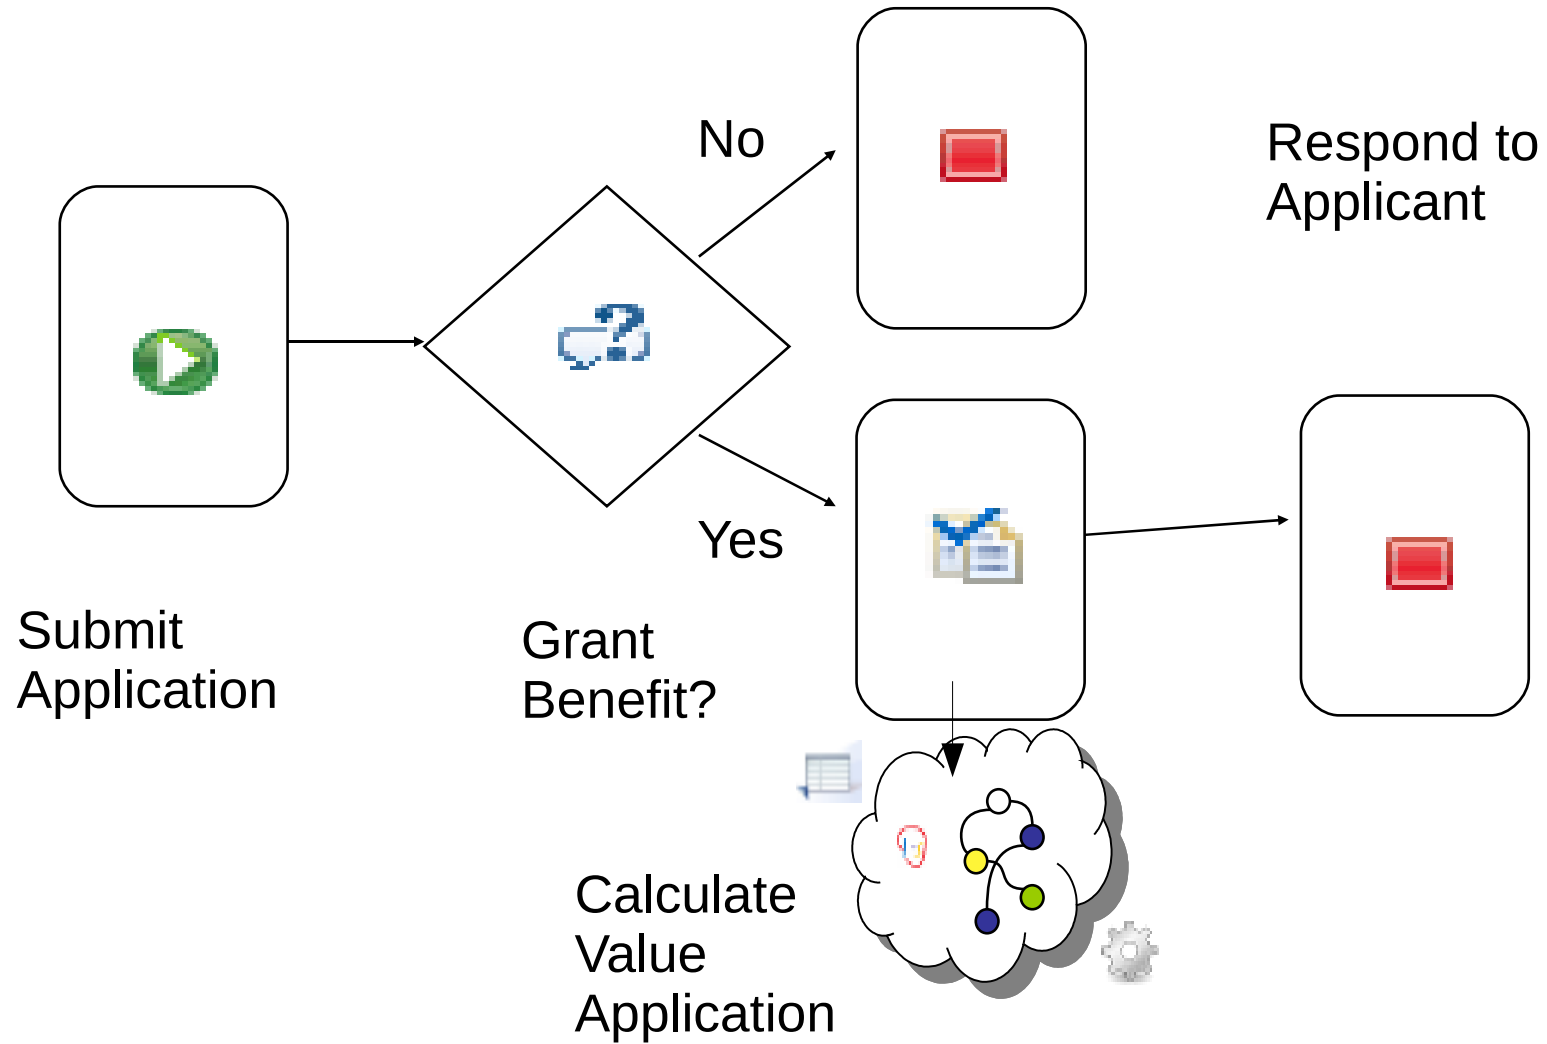 No
Respond to
Applicant
Yes
Submit
Application
Grant
Benefit?
Calculate
Value
Application